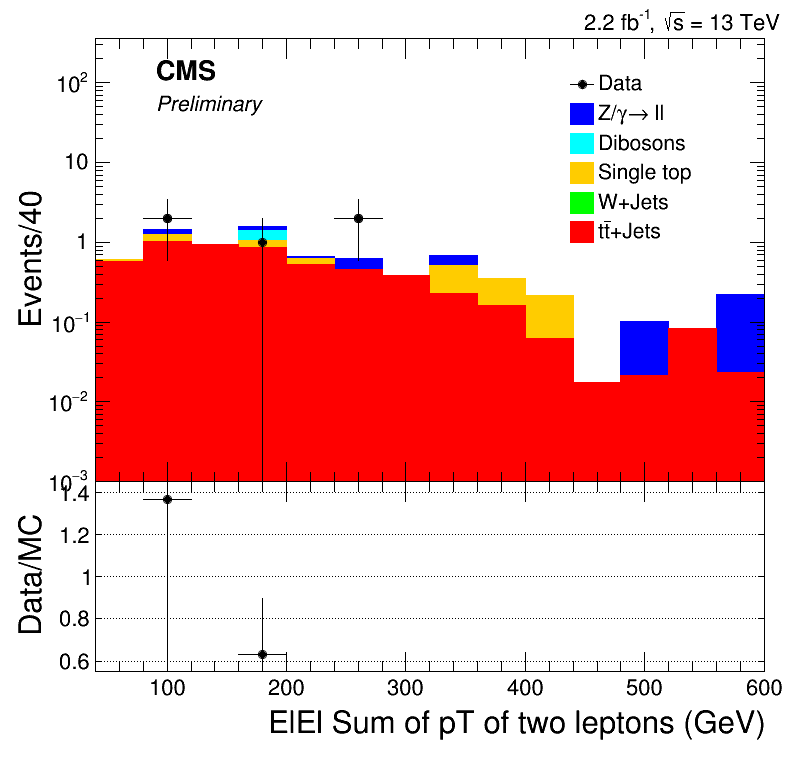 2.2 fb⁻¹, √s = 13 TeV
CMS
Preliminary
Data
Z/γ→ ll
Dibosons
Single top
W+Jets
tt̄+Jets
Events/40
10²
10
1
10⁻¹
10⁻²
10⁻³
Data/MC
1.4
1.2
1
0.8
0.6
100 200 300 400 500 600
ElEl Sum of pT of two leptons (GeV)